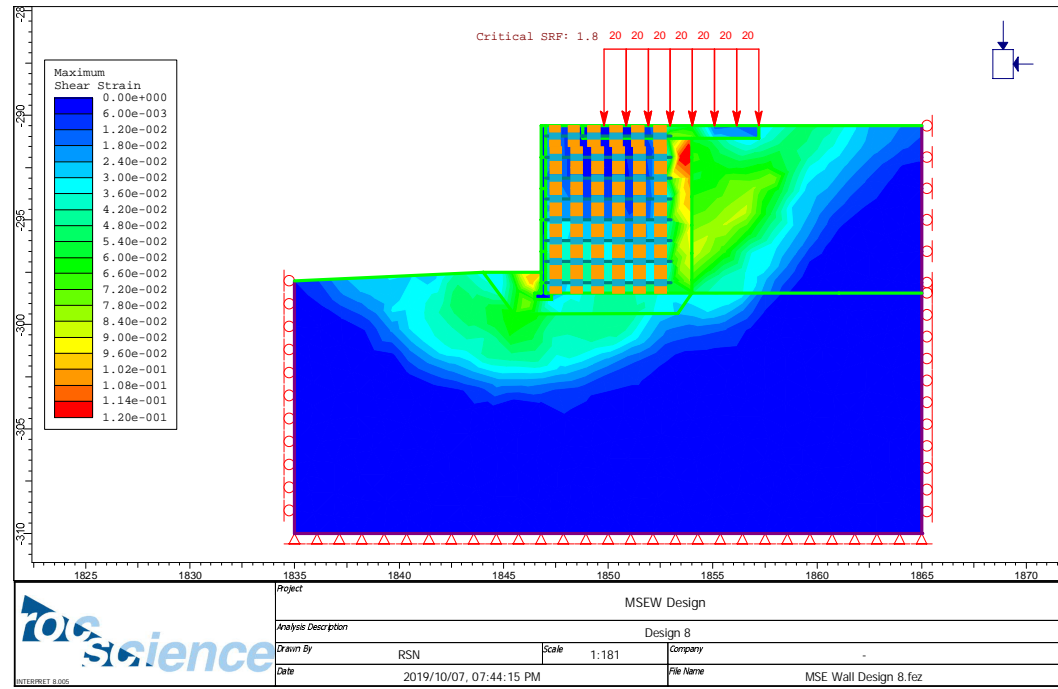 Critical SRF: 1.8 20 20 20 20 20 20 20
Maximum
Shear Strain
0.00e+000
6.00e-003
1.20e-002
1.80e-002
2.40e-002
3.00e-002
3.60e-002
4.20e-002
4.80e-002
5.40e-002
6.00e-002
6.60e-002
7.20e-002
7.80e-002
8.40e-002
9.00e-002
9.60e-002
1.02e-001
1.08e-001
1.14e-001
1.20e-001
-290
-295
-300
-305
-310
1825 1830 1835 1840 1845 1850 1855 1860 1865 1870
rocscience
INTERPRET 8.005
Project
MSEW Design
Analysis Description
Design 8
Drawn By RSN Scale 1:181 Company -
Date 2019/10/07, 07:44:15 PM File Name MSE Wall Design 8.fez